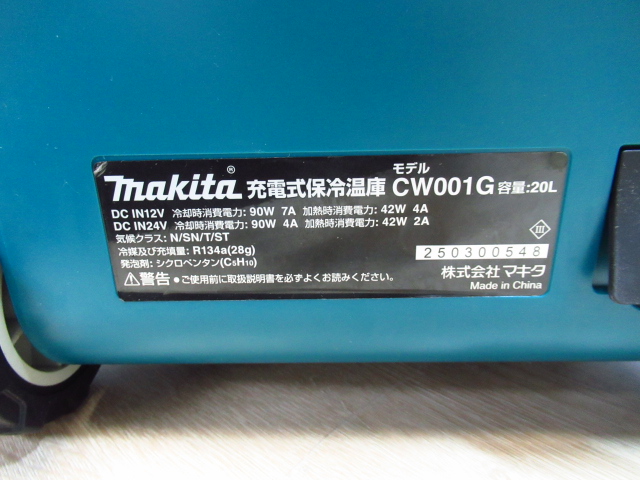 makita® 充電式保冷温庫 モデル CW001G 容量:20L
DC IN12V 冷却時消費電力: 90W 7A 加熱時消費電力: 42W 4A
DC IN24V 冷却時消費電力: 90W 4A 加熱時消費電力: 42W 2A
気候クラス: N/SN/T/ST
冷媒及び充填量: R134a(28g)
発泡剤: シクロペンタン(C5H10)
⚠警告 ●ご使用前に取扱説明書を必ずよくお読みください。
III
250300548
株式会社 マキタ
Made in China